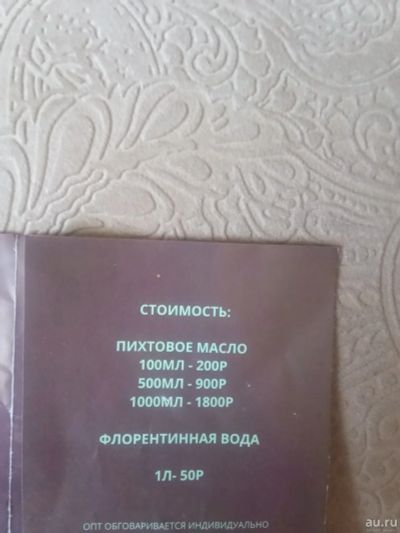 СТОИМОСТЬ:
ПИХТОВОЕ МАСЛО
100МЛ - 200Р
500МЛ - 900Р
1000МЛ - 1800Р
ФЛОРЕНТИННАЯ ВОДА
1Л- 50Р
ОПТ ОБГОВАРИВАЕТСЯ ИНДИВИДУАЛЬНО
au.ru